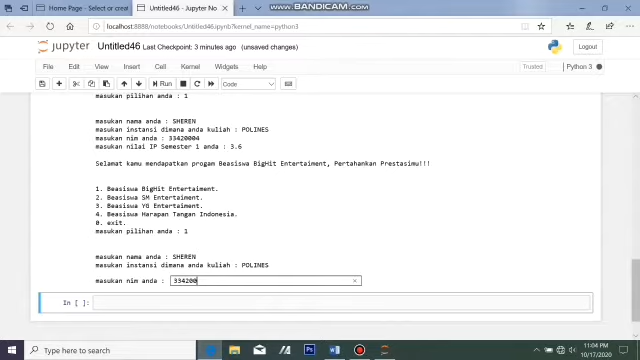 Home Page - Select or creat
Untitled46 - Jupyter No
WWW.BANDICAM.COM
localhost:8888/notebooks/Untitled46.ipynb?kernel_name=python3
jupyter Untitled46 Last Checkpoint: 3 minutes ago (unsaved changes)
Logout
File Edit View Insert Cell Kernel Widgets Help
Trusted Python 3
Run Code
masukan pilihan anda : 1
masukan nama anda : SHEREN
masukan instansi dimana anda kuliah : POLINES
masukan nim anda : 33420004
masukan nilai IP Semester 1 anda : 3.6
Selamat kamu mendapatkan progam Beasiswa BigHit Entertaiment, Pertahankan Prestasimu!!!
1. Beasiswa BigHit Entertaiment.
2. Beasiswa SM Entertaiment.
3. Beasiswa YG Entertaiment.
4. Beasiswa Harapan Tangan Indonesia.
0. exit.
masukan pilihan anda : 1
masukan nama anda : SHEREN
masukan instansi dimana anda kuliah : POLINES
masukan nim anda : 334200
In [ ]:
Type here to search
11:04 PM
10/17/2020